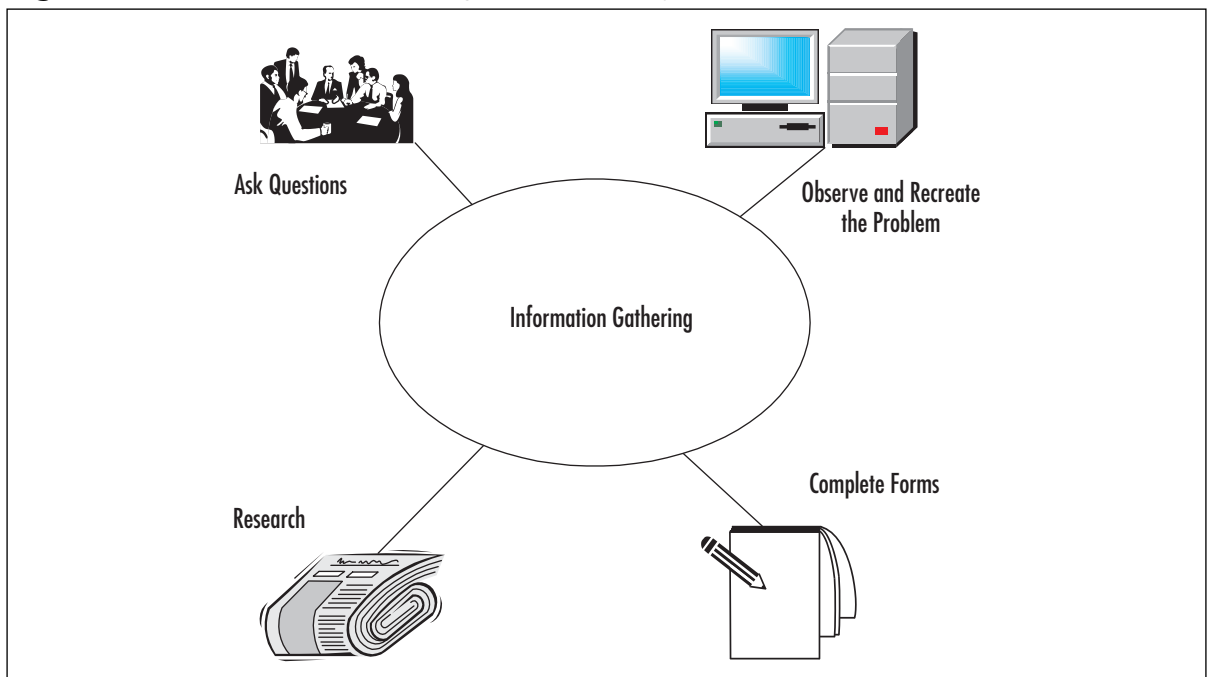 Ask Questions
Observe and Recreate
the Problem
Information Gathering
Complete Forms
Research